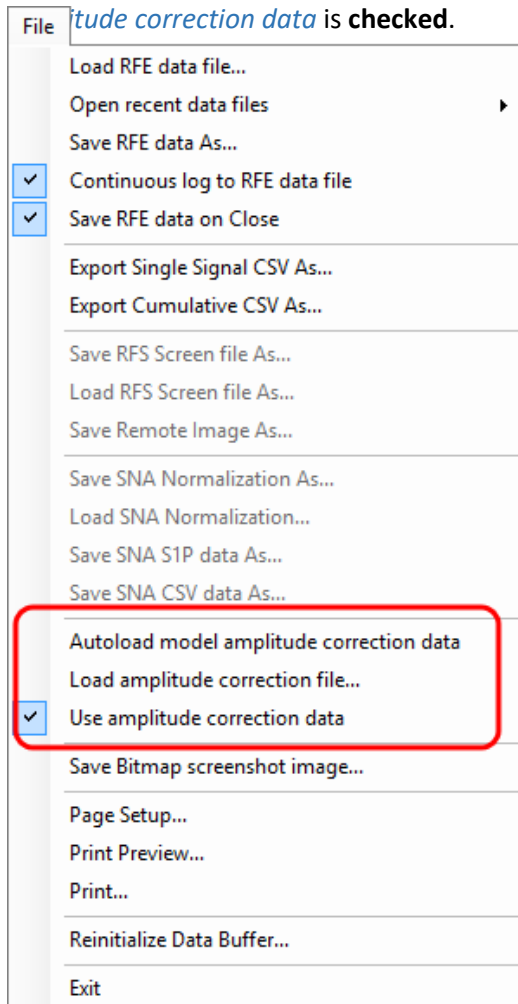 File
itude correction data is checked.
Load RFE data file...
Open recent data files
Save RFE data As...
Continuous log to RFE data file
Save RFE data on Close
Export Single Signal CSV As...
Export Cumulative CSV As...
Save RFS Screen file As...
Load RFS Screen file As...
Save Remote Image As...
Save SNA Normalization As...
Load SNA Normalization...
Save SNA S1P data As...
Save SNA CSV data As...
Autoload model amplitude correction data
Load amplitude correction file...
Use amplitude correction data
Save Bitmap screenshot image...
Page Setup...
Print Preview...
Print...
Reinitialize Data Buffer...
Exit